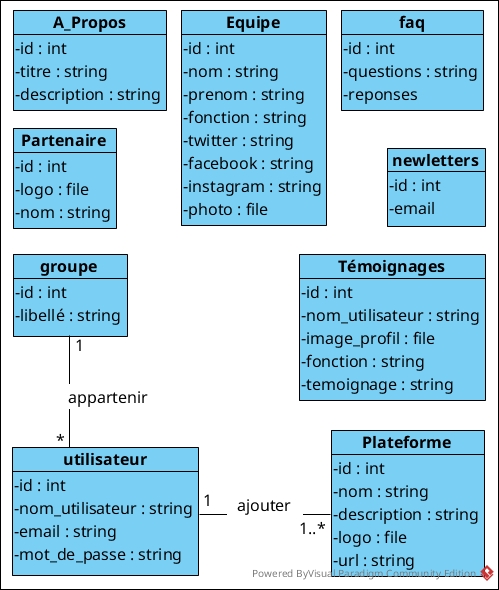 A_Propos
-id : int
-titre : string
-description : string
Equipe
-id : int
-nom : string
-prenom : string
-fonction : string
-twitter : string
-facebook : string
-instagram : string
-photo : file
faq
-id : int
-questions : string
-reponses
Partenaire
-id : int
-logo : file
-nom : string
newletters
-id : int
-email
groupe
-id : int
-libellé : string
Témoignages
-id : int
-nom_utilisateur : string
-image_profil : file
-fonction : string
-temoignage : string
1
appartenir
*
utilisateur
-id : int
-nom_utilisateur : string
-email : string
-mot_de_passe : string
1
ajouter
1..*
Plateforme
-id : int
-nom : string
-description : string
-logo : file
-url : string
Powered ByVisual Paradigm Community Edition